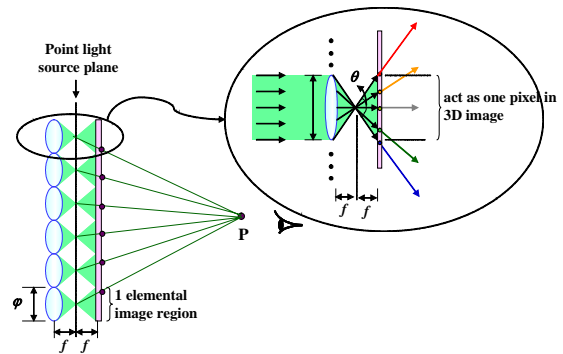 Point light
source plane
θ
act as one pixel in
3D image
f
f
P
φ
1 elemental
image region
f
f